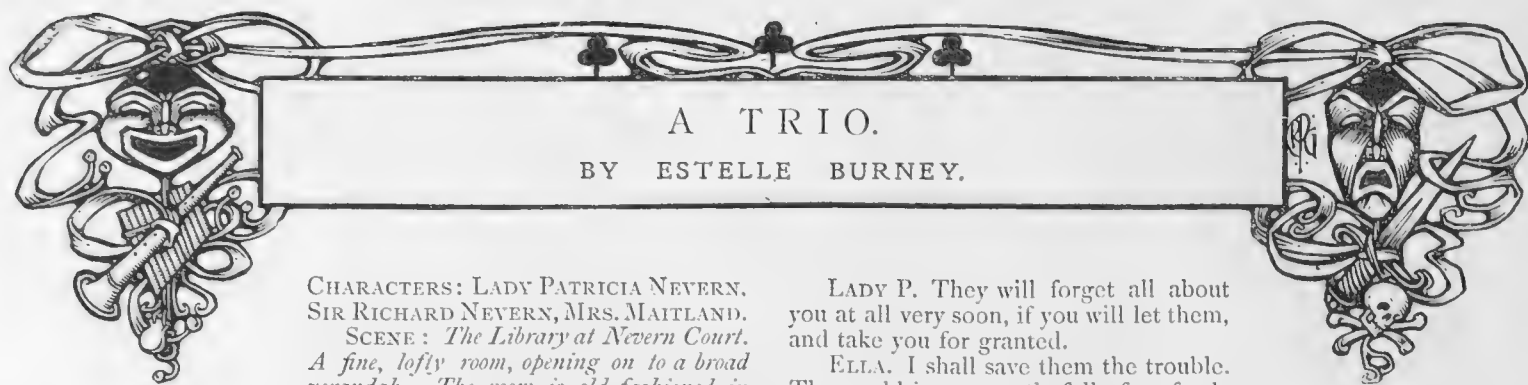 A TRIO.
BY ESTELLE BURNEY.
CHARACTERS: LADY PATRICIA NEVERN,
SIR RICHARD NEVERN, MRS. MAITLAND.
SCENE: The Library at Nevern Court.
A fine, lofty room, opening on to a broad
LADY P. They will forget all about
you at all very soon, if you will let them,
and take you for granted.
ELLA. I shall save them the trouble.